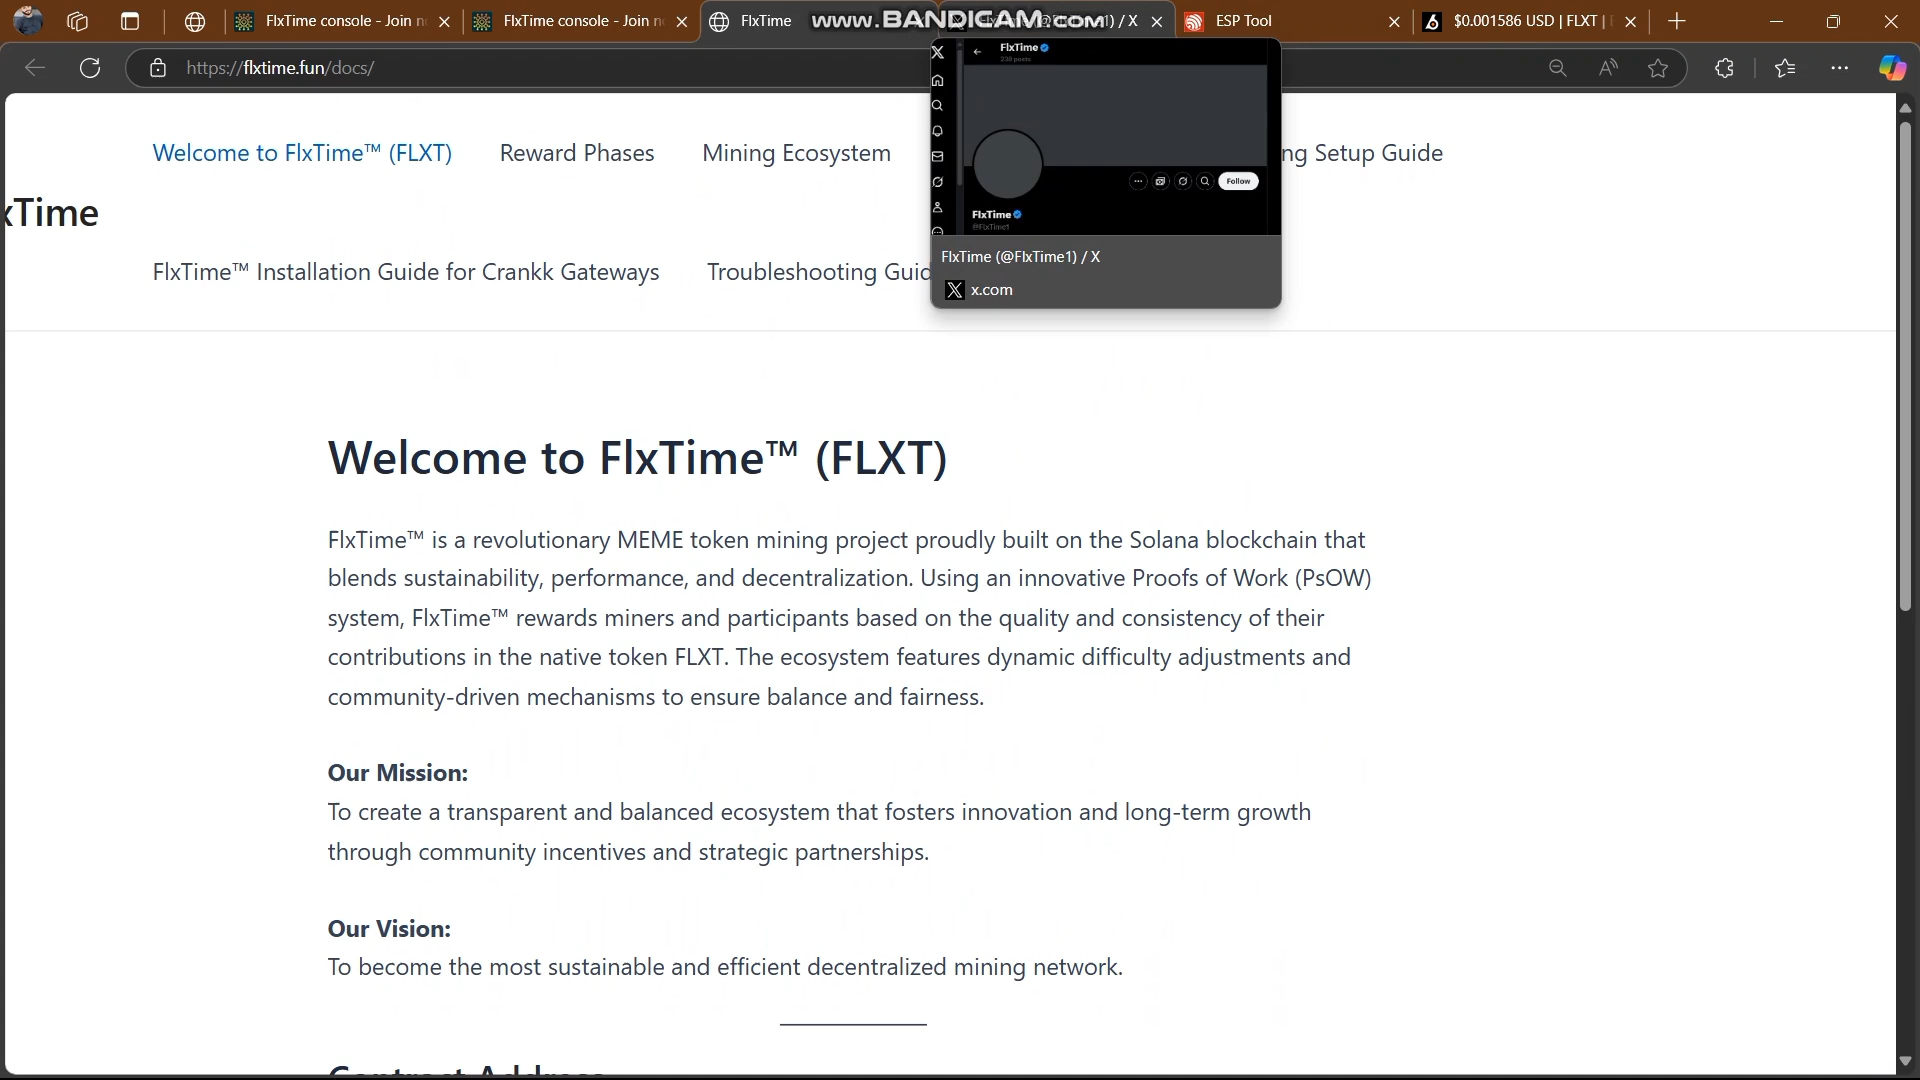 FlxTime console - Join n
FlxTime console - Join n
FlxTime
www.BANDICAM.com
1) / X
ESP Tool
$0.001586 USD | FLXT |
https://flxtime.fun/docs/
FlxTime
238 posts
Follow
FlxTime
@FlxTime1
FlxTime (@FlxTime1) / X
x.com
Welcome to FlxTime™ (FLXT)
Reward Phases
Mining Ecosystem
ng Setup Guide
xTime
FlxTime™ Installation Guide for Crankk Gateways
Troubleshooting Guid
Welcome to FlxTime™ (FLXT)
FlxTime™ is a revolutionary MEME token mining project proudly built on the Solana blockchain that
blends sustainability, performance, and decentralization. Using an innovative Proofs of Work (PsOW)
system, FlxTime™ rewards miners and participants based on the quality and consistency of their
contributions in the native token FLXT. The ecosystem features dynamic difficulty adjustments and
community-driven mechanisms to ensure balance and fairness.
Our Mission:
To create a transparent and balanced ecosystem that fosters innovation and long-term growth
through community incentives and strategic partnerships.
Our Vision:
To become the most sustainable and efficient decentralized mining network.
Contract Address